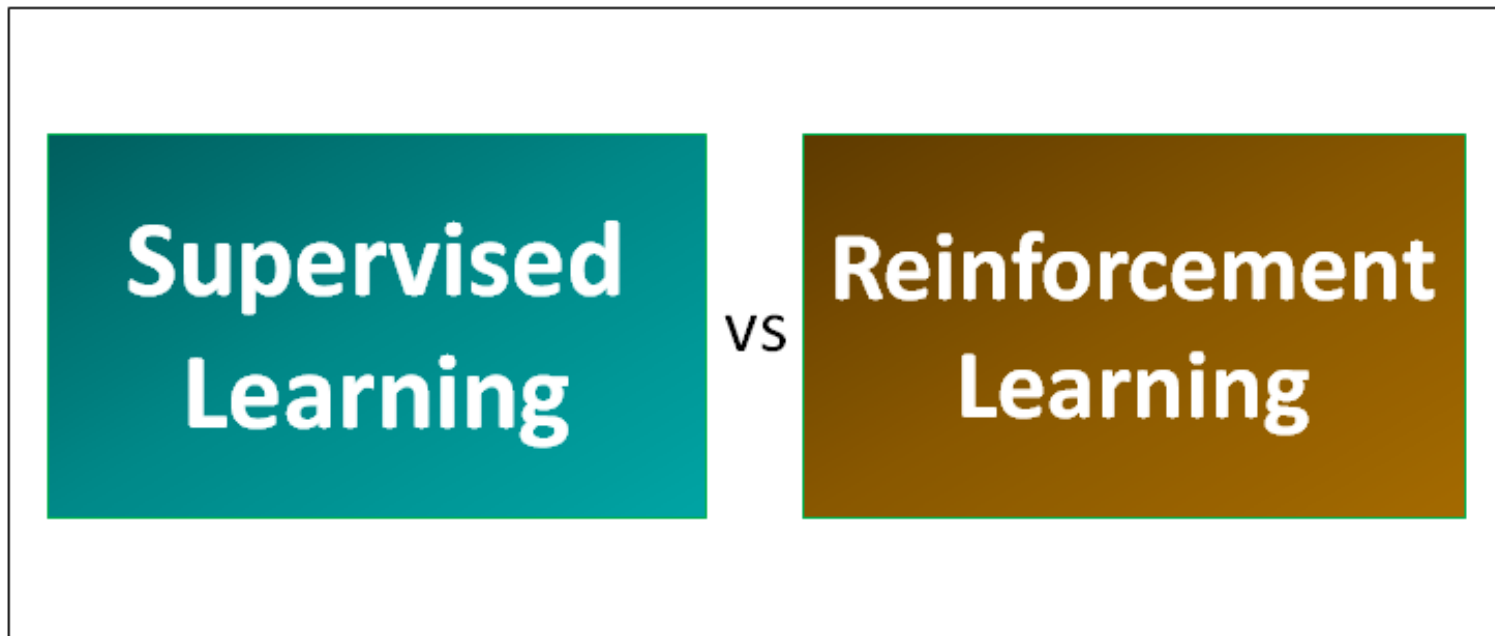 Supervised
Learning
vs
Reinforcement
Learning